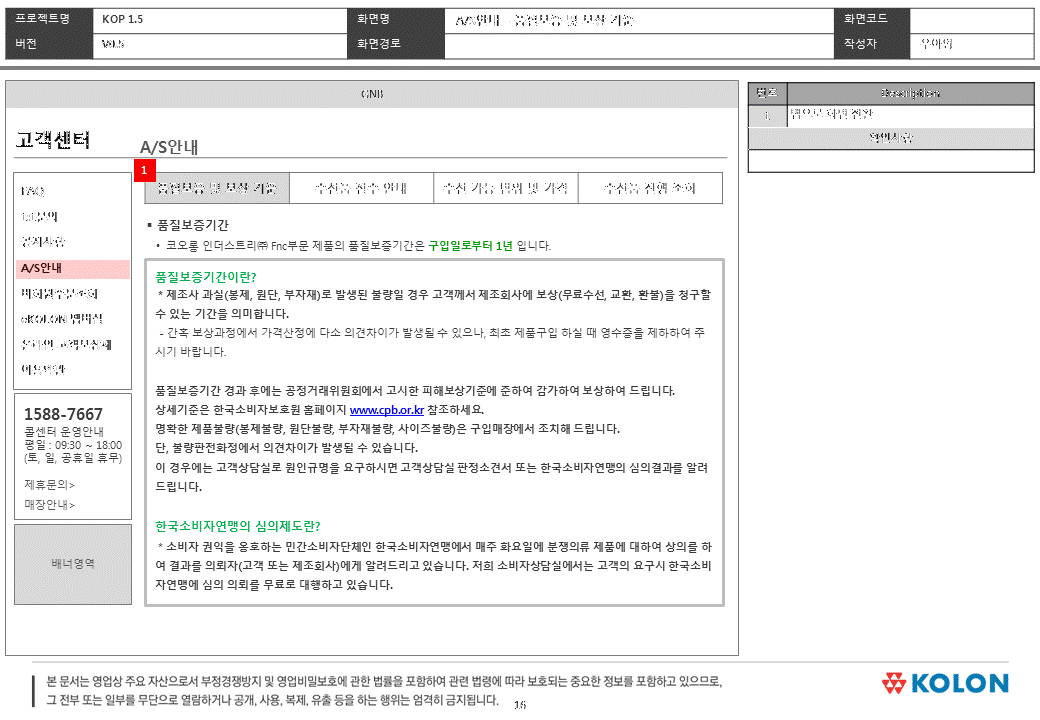 프로젝트명 KOP 1.5 화면명 A/S안내 - 품질보증 및 보상 기준 화면코드
버전 V0.5 화면경로 작성자 우아영
GNB
번호 Description
1 탭으로 화면 전환
확인사항
고객센터
A/S안내
1
품질보증 및 보상 기준 수선품 접수 안내 수선 가능 범위 및 가격 수선품 진행 조회
FAQ
1:1문의
공지사항
A/S안내
비회원주문조회
eKOLON 멤버십
온라인 고객보상제
이용약관
1588-7667
콜센터 운영안내
평일 : 09:30 ~ 18:00
(토, 일, 공휴일 휴무)
제휴문의>
매장안내>
배너영역
▪ 품질보증기간
• 코오롱 인더스트리㈜ Fnc부문 제품의 품질보증기간은 구입일로부터 1년 입니다.
품질보증기간이란?
* 제조사 과실(봉제, 원단, 부자재)로 발생된 불량일 경우 고객께서 제조회사에 보상(무료수선, 교환, 환불)을 청구할
수 있는 기간을 의미합니다.
- 간혹 보상과정에서 가격산정에 다소 의견차이가 발생될 수 있으나, 최초 제품구입 하실 때 영수증을 제하하여 주
시기 바랍니다.
품질보증기간 경과 후에는 공정거래위원회에서 고시한 피해보상기준에 준하여 감가하여 보상하여 드립니다.
상세기준은 한국소비자보호원 홈페이지 www.cpb.or.kr 참조하세요.
명확한 제품불량(봉제불량, 원단불량, 부자재불량, 사이즈불량)은 구입매장에서 조치해 드립니다.
단, 불량판전화정에서 의견차이가 발생될 수 있습니다.
이 경우에는 고객상담실로 원인규명을 요구하시면 고객상담실 판정소견서 또는 한국소비자연맹의 심의결과를 알려
드립니다.
한국소비자연맹의 심의제도란?
* 소비자 권익을 옹호하는 민간소비자단체인 한국소비자연맹에서 매주 화요일에 분쟁의류 제품에 대하여 상의를 하
여 결과를 의뢰자(고객 또는 제조회사)에게 알려드리고 있습니다. 저희 소비자상담실에서는 고객의 요구시 한국소비
자연맹에 심의 의뢰를 무료로 대행하고 있습니다.
본 문서는 영업상 주요 자산으로서 부정경쟁방지 및 영업비밀보호에 관한 법률을 포함하여 관련 법령에 따라 보호되는 중요한 정보를 포함하고 있으므로,
그 전부 또는 일부를 무단으로 열람하거나 공개, 사용, 복제, 유출 등을 하는 행위는 엄격히 금지됩니다.
16
KOLON